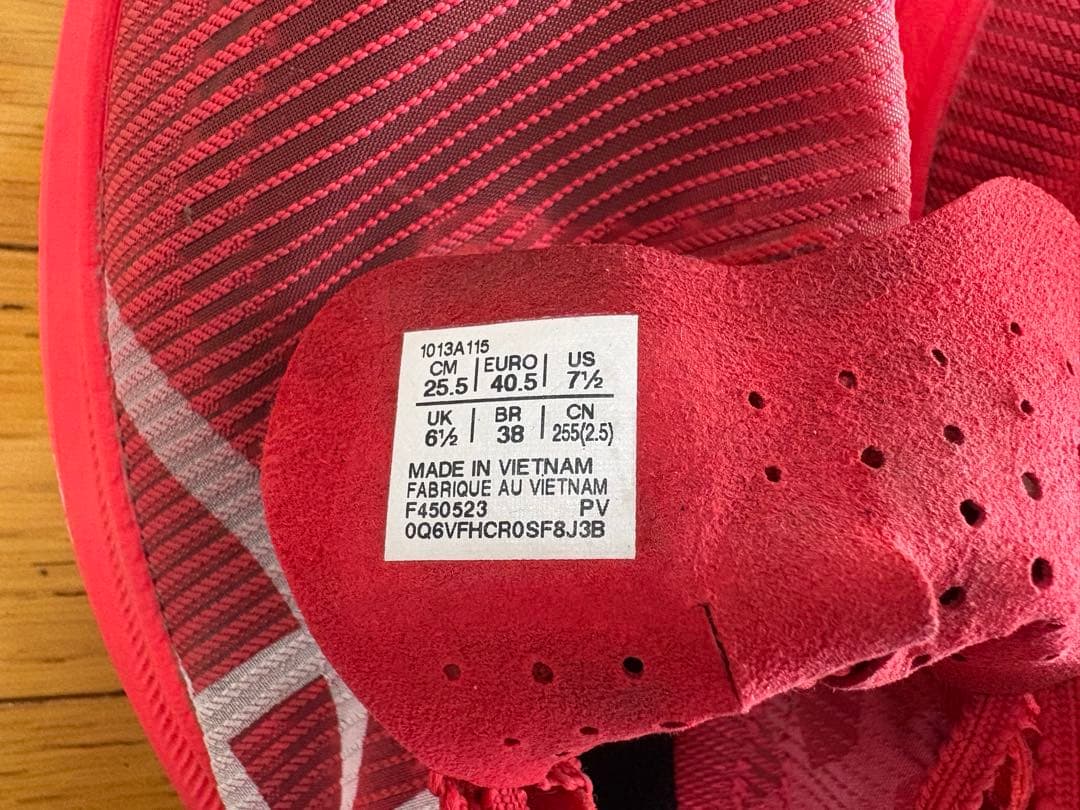 1013A115
CM | EURO | US
25.5 | 40.5 | 7½
UK | BR | CN
6½ | 38 | 255(2.5)
MADE IN VIETNAM
FABRIQUE AU VIETNAM
F450523 PV
0Q6VFHCR0SF8J3B